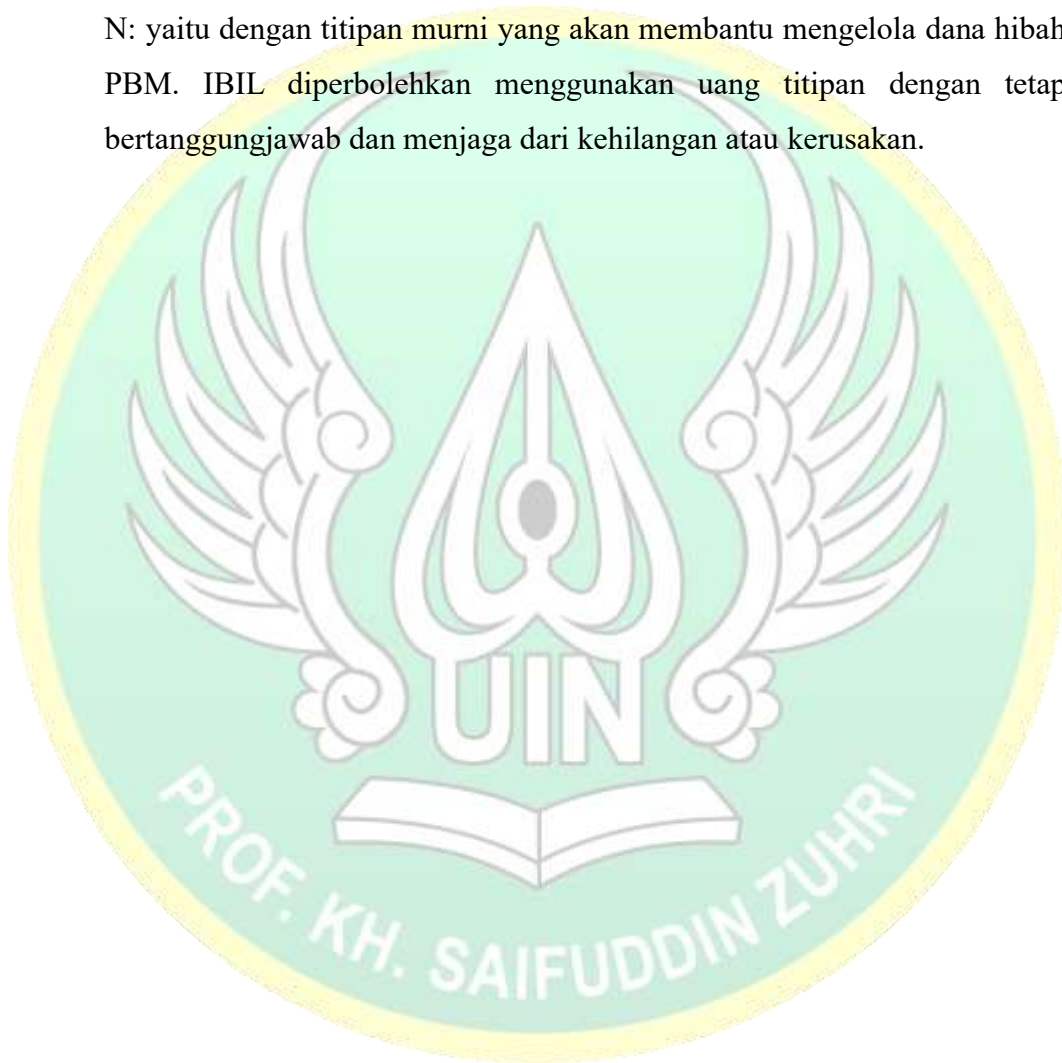 N: yaitu dengan titipan murni yang akan membantu mengelola dana hibah
PBM. IBIL diperbolehkan menggunakan uang titipan dengan tetap
bertanggungjawab dan menjaga dari kehilangan atau kerusakan.
UIN
PROF. KH. SAIFUDDIN ZUHRI